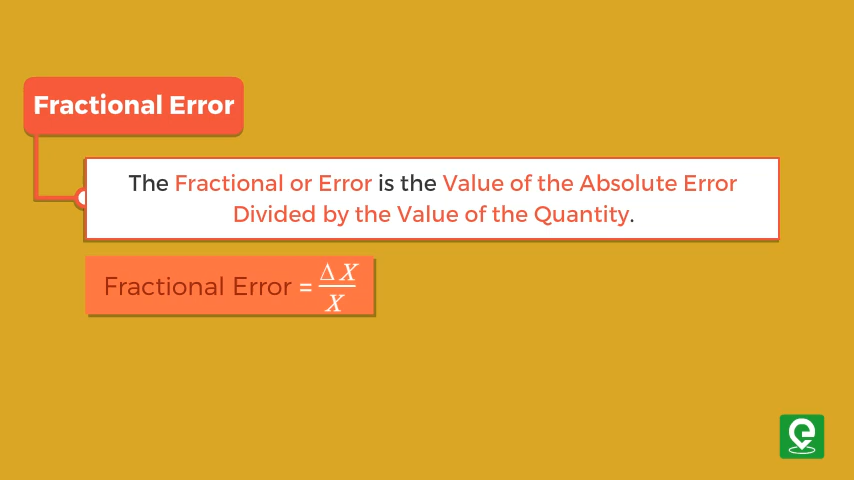 Fractional Error
The Fractional or Error is the Value of the Absolute Error
Divided by the Value of the Quantity.
Fractional Error = ΔX/X